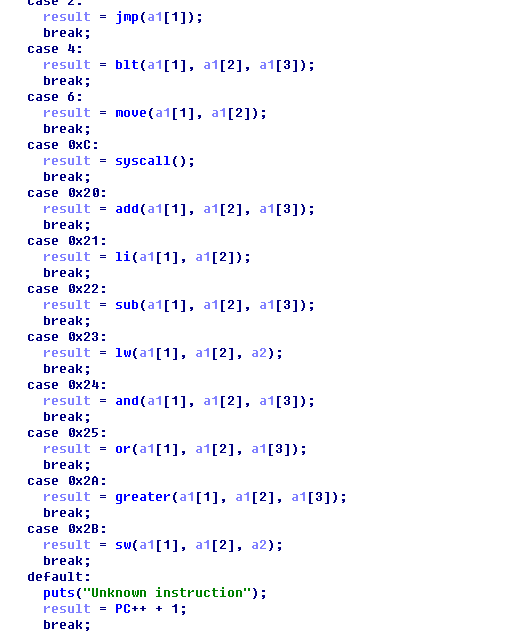 case 2:
result = jmp(a1[1]);
break;
case 4:
result = blt(a1[1], a1[2], a1[3]);
break;
case 6:
result = move(a1[1], a1[2]);
break;
case 0xC:
result = syscall();
break;
case 0x20:
result = add(a1[1], a1[2], a1[3]);
break;
case 0x21:
result = li(a1[1], a1[2]);
break;
case 0x22:
result = sub(a1[1], a1[2], a1[3]);
break;
case 0x23:
result = lw(a1[1], a1[2], a2);
break;
case 0x24:
result = and(a1[1], a1[2], a1[3]);
break;
case 0x25:
result = or(a1[1], a1[2], a1[3]);
break;
case 0x2A:
result = greater(a1[1], a1[2], a1[3]);
break;
case 0x2B:
result = sw(a1[1], a1[2], a2);
break;
default:
puts("Unknown instruction");
result = PC++ + 1;
break;